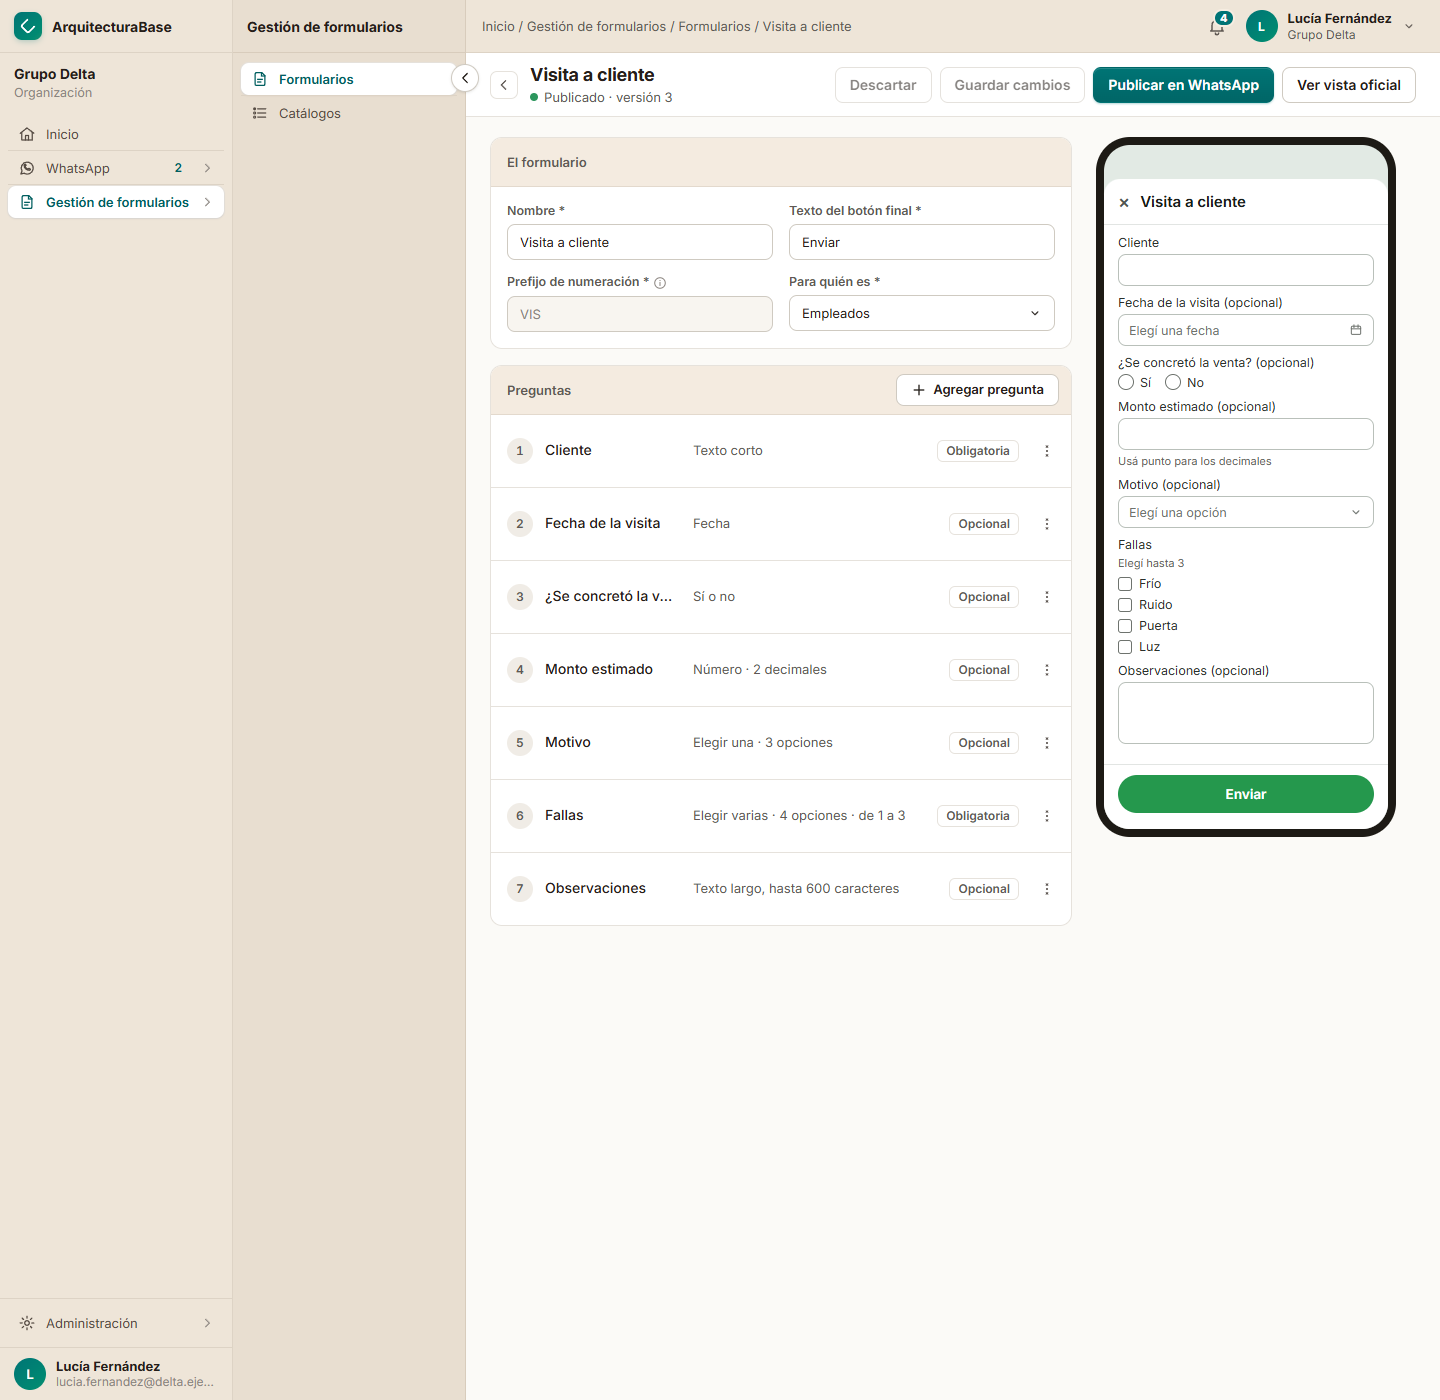 ArquitecturaBase
Grupo Delta
Organización
Inicio
WhatsApp 2
Gestión de formularios
Administración
Lucía Fernández
lucia.fernandez@delta.eje...
Gestión de formularios
Formularios
Catálogos
Inicio / Gestión de formularios / Formularios / Visita a cliente
4
L
Lucía Fernández
Grupo Delta
Visita a cliente
Publicado · versión 3
Descartar
Guardar cambios
Publicar en WhatsApp
Ver vista oficial
El formulario
Nombre *
Visita a cliente
Texto del botón final *
Enviar
Prefijo de numeración *
VIS
Para quién es *
Empleados
Preguntas
Agregar pregunta
1 Cliente Texto corto Obligatoria
2 Fecha de la visita Fecha Opcional
3 ¿Se concretó la v... Sí o no Opcional
4 Monto estimado Número · 2 decimales Opcional
5 Motivo Elegir una · 3 opciones Opcional
6 Fallas Elegir varias · 4 opciones · de 1 a 3 Obligatoria
7 Observaciones Texto largo, hasta 600 caracteres Opcional
Visita a cliente
Cliente
Fecha de la visita (opcional)
Elegí una fecha
¿Se concretó la venta? (opcional)
Sí No
Monto estimado (opcional)
Usá punto para los decimales
Motivo (opcional)
Elegí una opción
Fallas
Elegí hasta 3
Frío
Ruido
Puerta
Luz
Observaciones (opcional)
Enviar
L